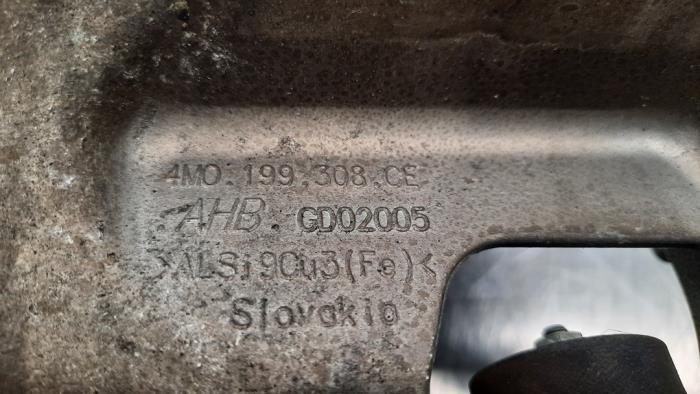 4M0.199.308.CE
.AHB. GD02005
>ALSi9Cu3(Fe)<
Slovakia